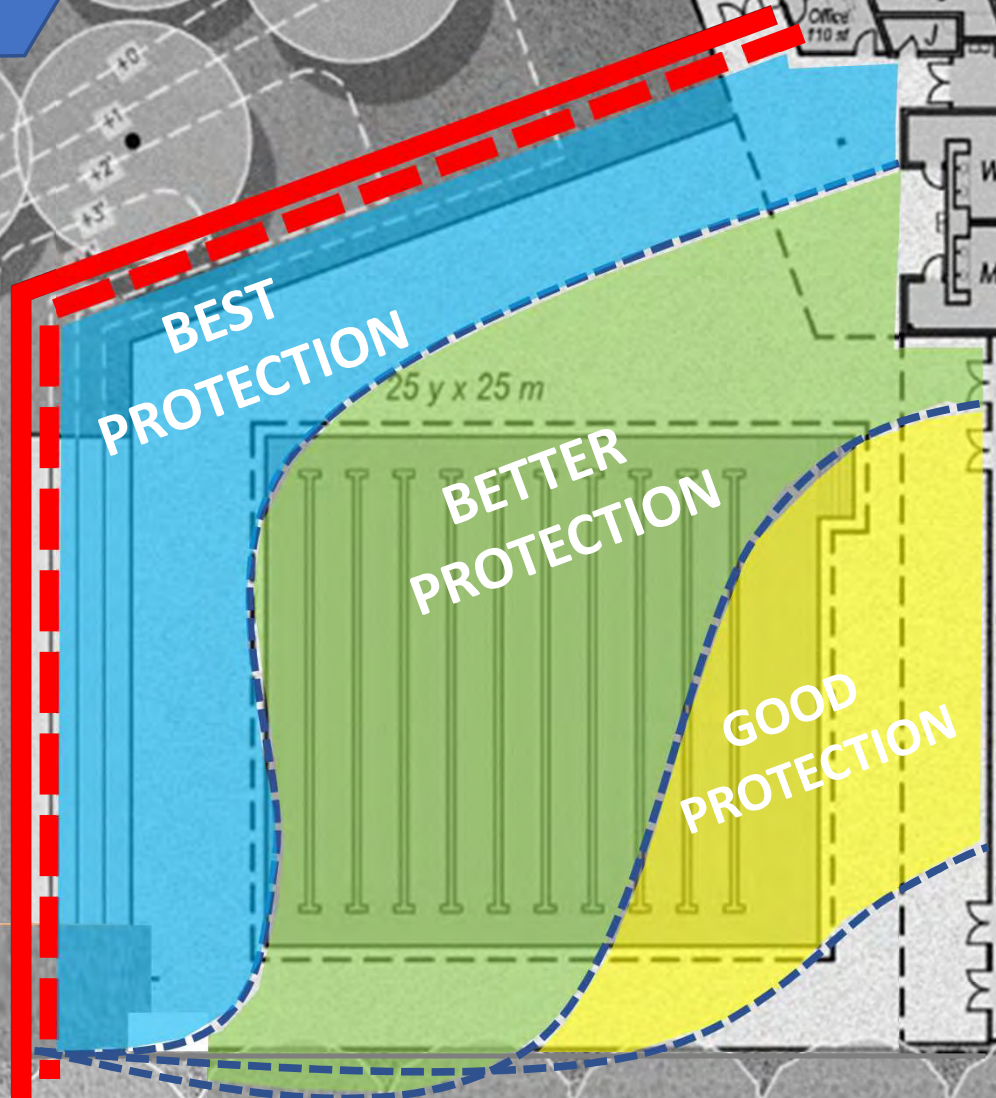 Office
110 sf
J
+0
+1
+2'
+3'
W
M
BEST
PROTECTION
25 y x 25 m
BETTER
PROTECTION
GOOD
PROTECTION